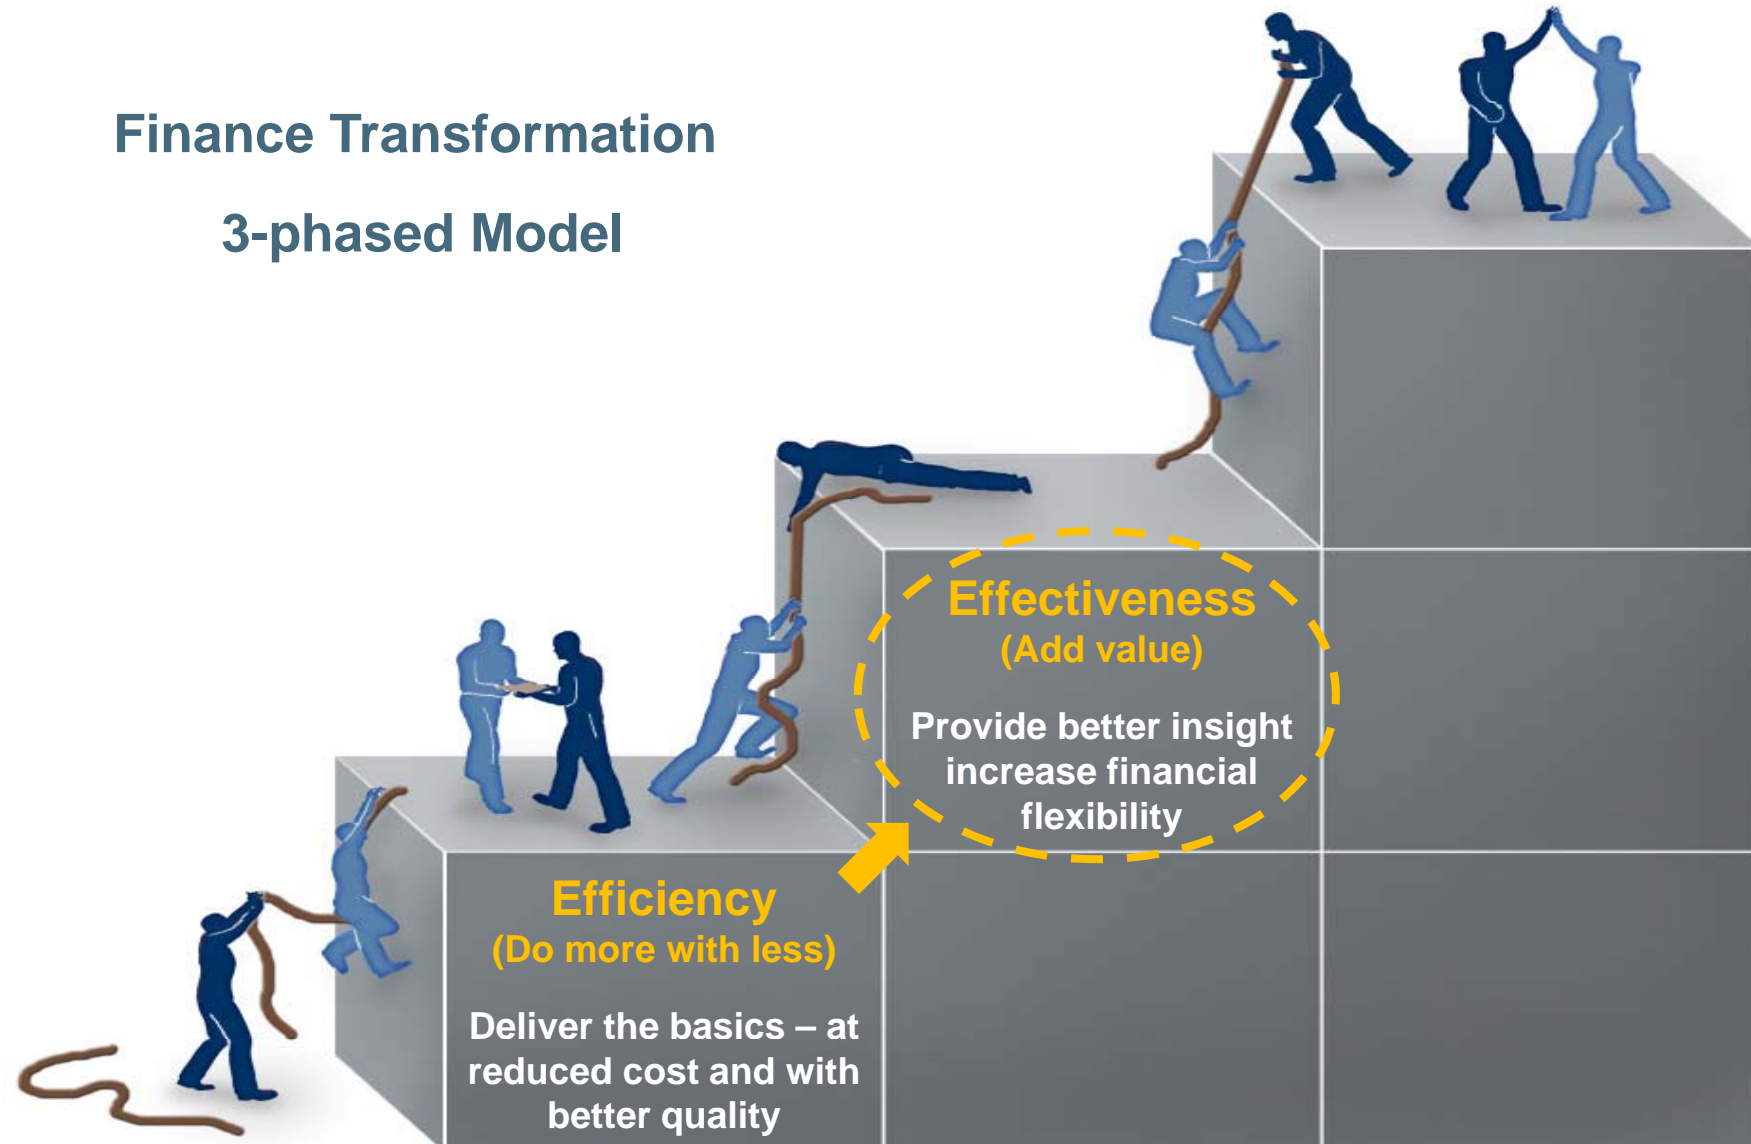 Finance Transformation
3-phased Model
Effectiveness
(Add value)
Provide better insight
increase financial
flexibility
Efficiency
(Do more with less)
Deliver the basics – at
reduced cost and with
better quality